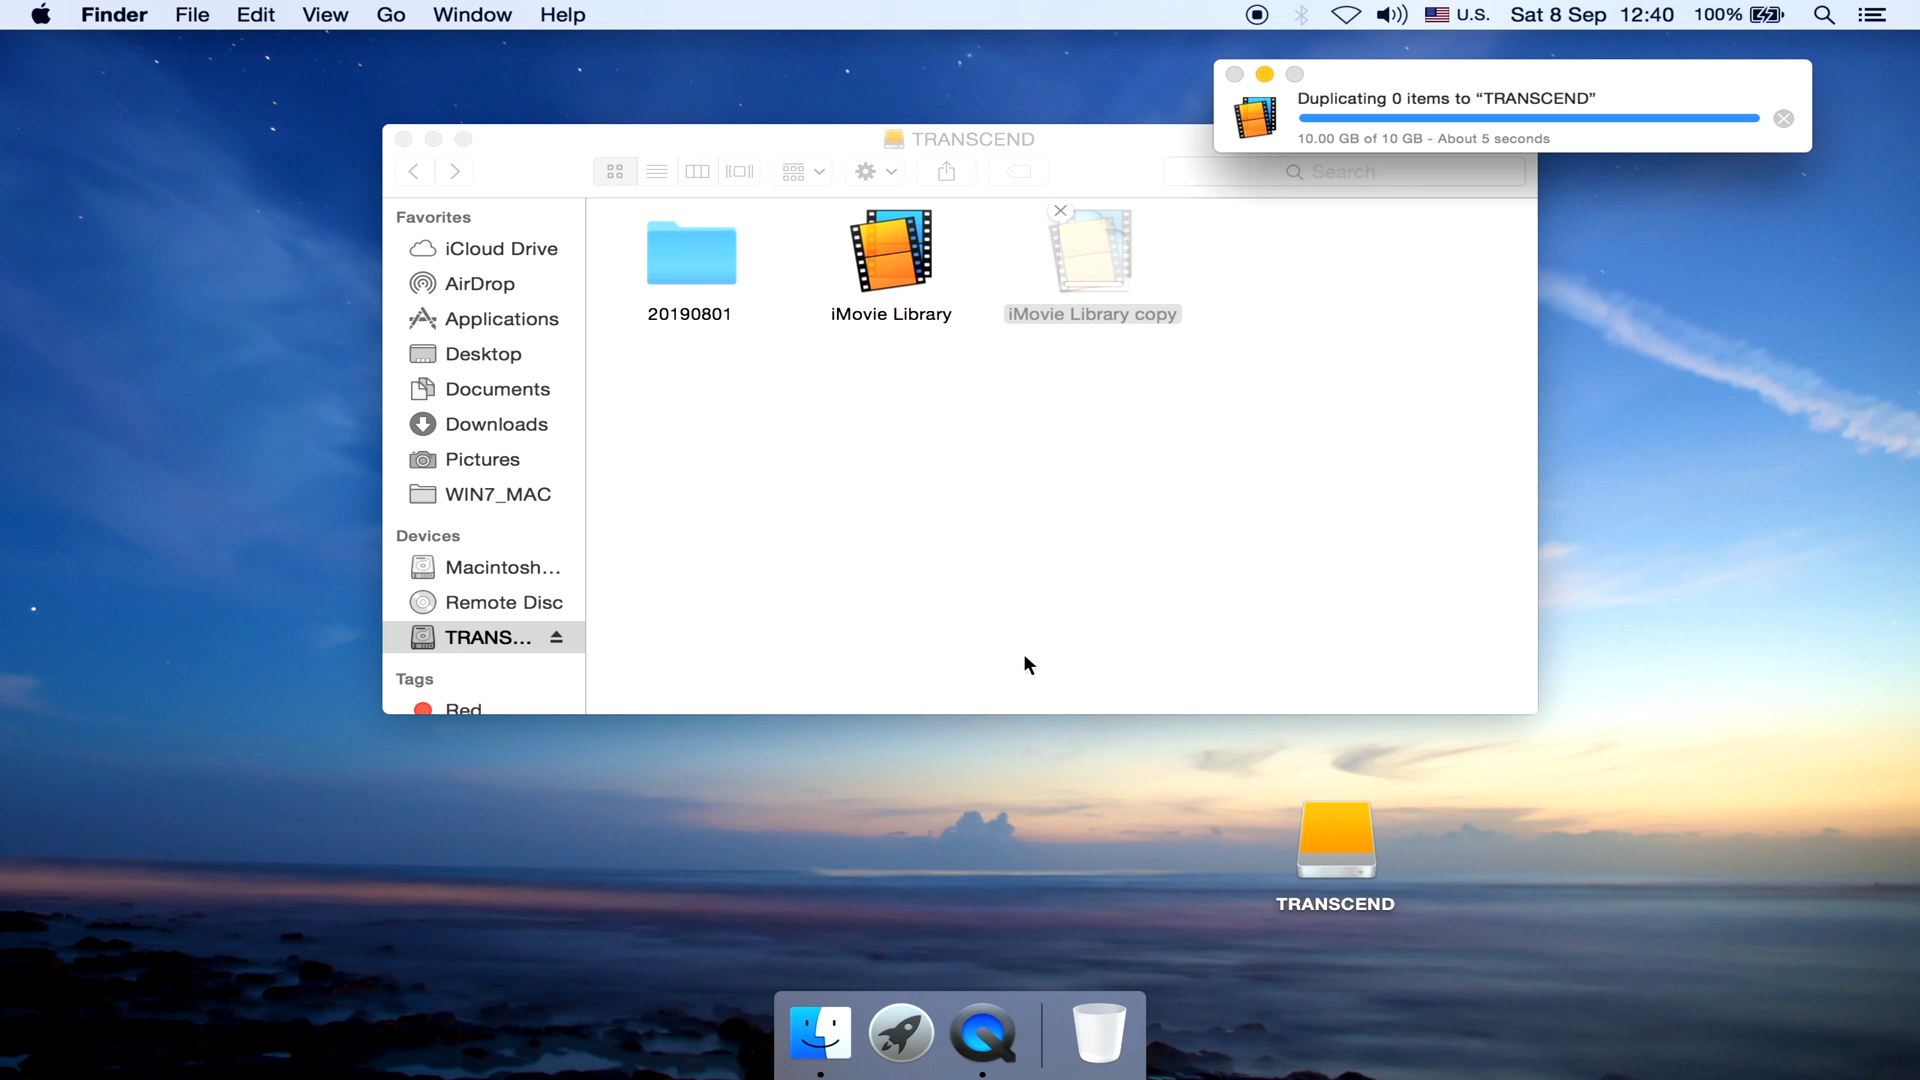 Finder File Edit View Go Window Help U.S. Sat 8 Sep 12:40 100%
Duplicating 0 items to “TRANSCEND”
10.00 GB of 10 GB - About 5 seconds
TRANSCEND
Search
Favorites
iCloud Drive
AirDrop
Applications
Desktop
Documents
Downloads
Pictures
WIN7_MAC
Devices
Macintosh...
Remote Disc
TRANS...
Tags
Red
20190801
iMovie Library
iMovie Library copy
TRANSCEND